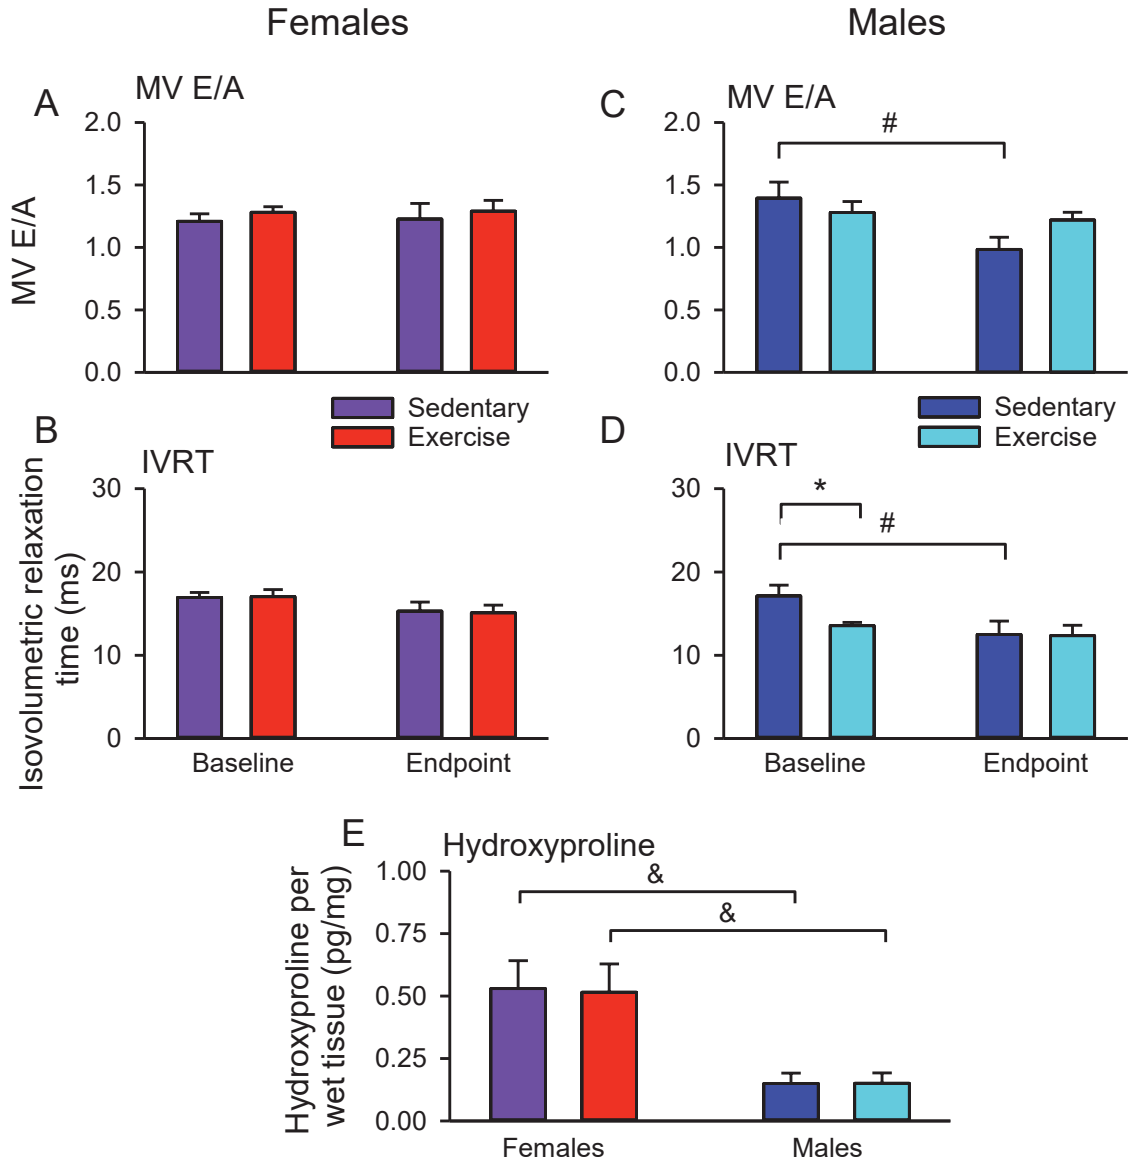 Females
Males
A
MV E/A
MV E/A
2.0
1.5
1.0
0.5
0.0
C
MV E/A
#
2.0
1.5
1.0
0.5
0.0
Sedentary
Exercise
Sedentary
Exercise
B
IVRT
Isovolumetric relaxation
time (ms)
30
20
10
0
Baseline
Endpoint
D
IVRT
*
#
30
20
10
0
Baseline
Endpoint
E
Hydroxyproline
Hydroxyproline per
wet tissue (pg/mg)
&
&
1.00
0.75
0.50
0.25
0.00
Females
Males